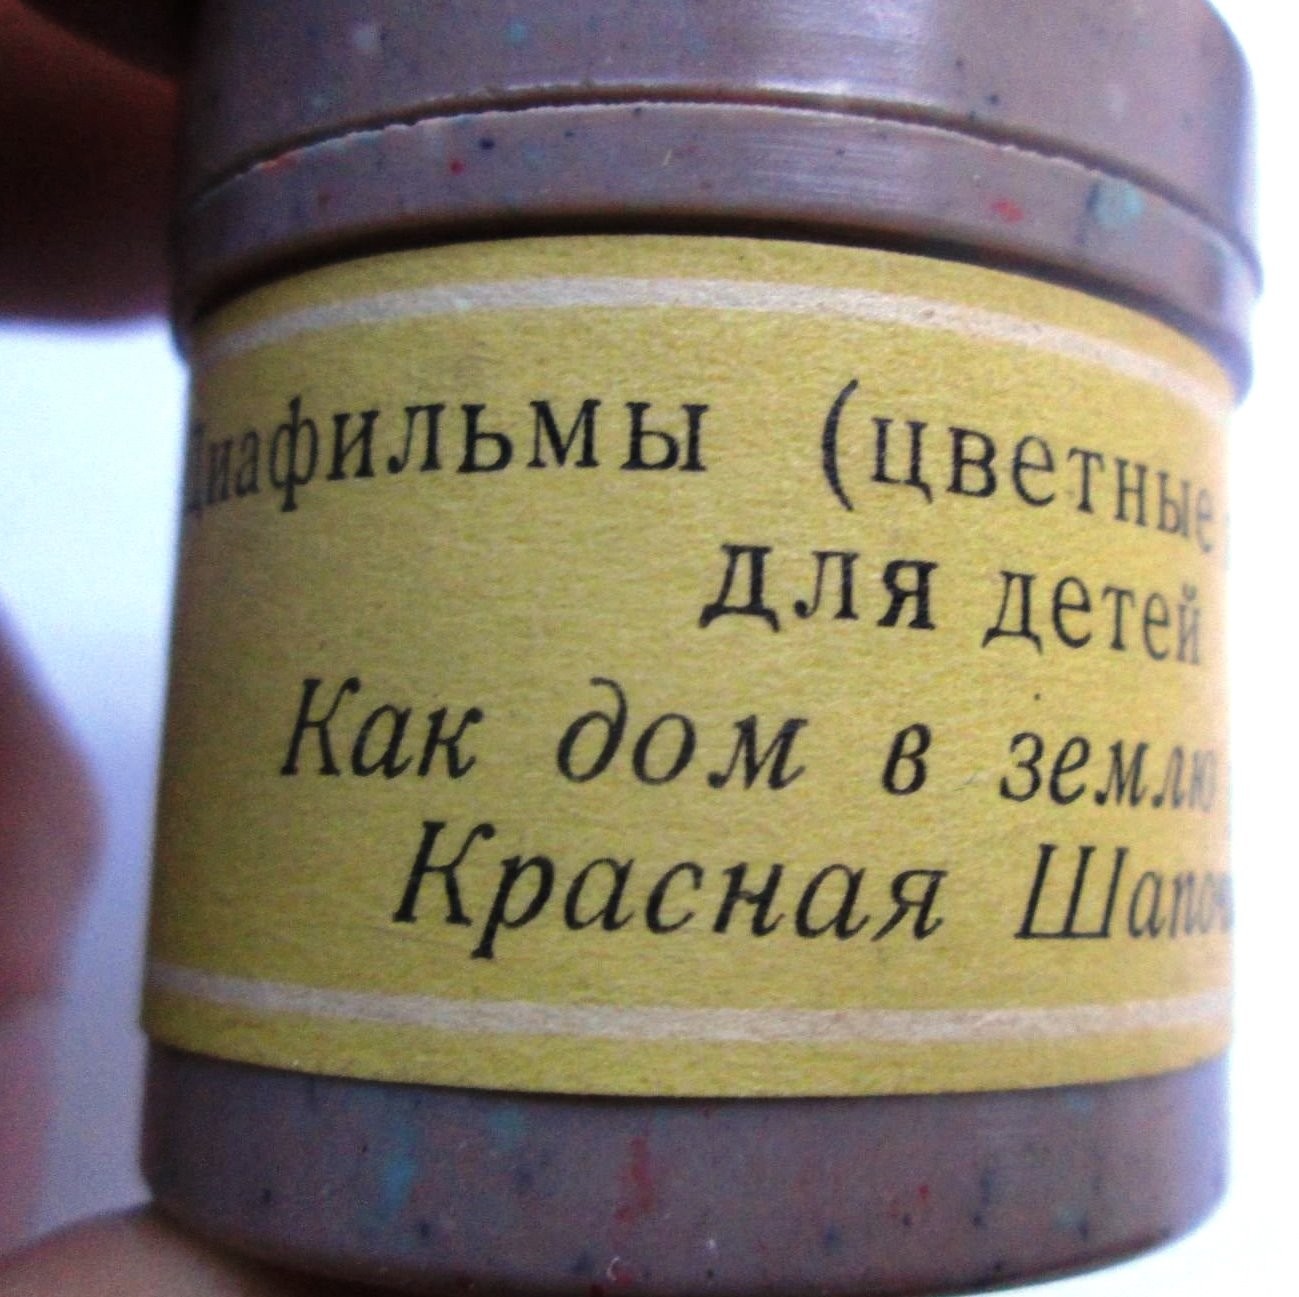 Диафильмы (цветные
для детей
Как дом в землю
Красная